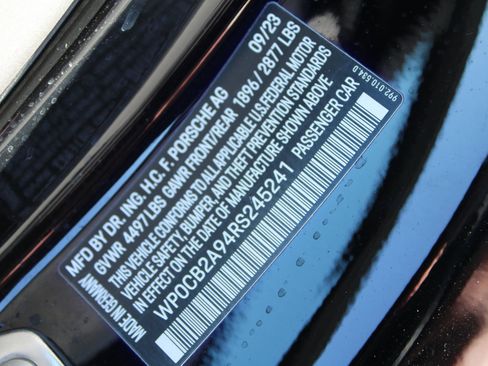 MFD BY DR. ING. H.C. F. PORSCHE AG 09/23
GVWR 4497 LBS GAWR FRONT/REAR 1896 / 2877 LBS
THIS VEHICLE CONFORMS TO ALL APPLICABLE US FEDERAL MOTOR
VEHICLE SAFETY, BUMPER, AND THEFT PREVENTION STANDARDS
IN EFFECT ON THE DATE OF MANUFACTURE SHOWN ABOVE
WP0CB2A94RS245241 PASSENGER CAR
MADE IN GERMANY
992.010.534.D